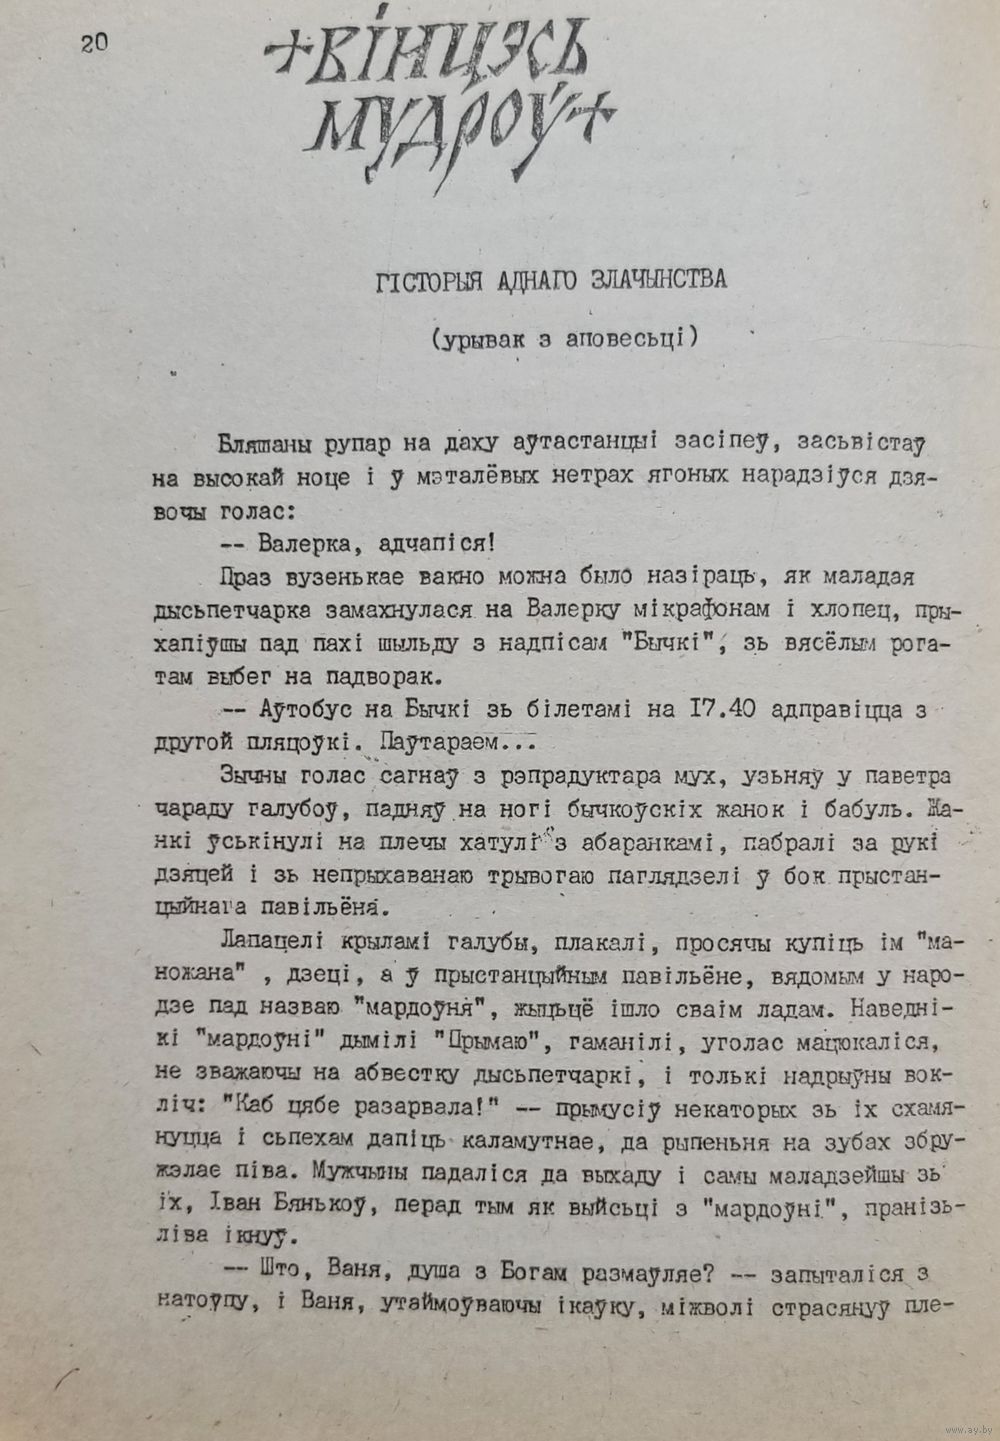 20
+ВІНЦЭСЬ
МУДРОЎ+
ГІСТОРЫЯ АДНАГО ЗЛАЧЫНСТВА
(урывак з аповесьці)
Бляшаны рупар на даху аўтастанцыі засіпеў, засьвістаў
на высокай ноце і ў мэталёвых нетрах ягоных нарадзіўся дзя-
вочы голас:
-- Валерка, адчапіся!
Праз вузенькае вакно можна было назіраць, як маладая
дысьпетчарка замахнулася на Валерку мікрафонам і хлопец, пры-
хапіўшы пад пахі шыльду з надпісам "Бычкі", зь вясёлым рога-
там выбег на падворак.
-- Аўтобус на Бычкі зь білетамі на 17.40 адправіцца з
другой пляцоўкі. Паўтараем...
Зычны голас сагнаў з рэпрадуктара мух, узьняў у паветра
чараду галубоў, падняў на ногі бычкоўскіх жанок і бабуль. Жа-
нкі ўськінулі на плечы хатулі з абаранкамі, пабралі за рукі
дзяцей і зь непрыхаванаю трывогаю паглядзелі ў бок прыстан-
цыйнага павільёна.
Лапацелі крыламі галубы, плакалі, просячы купіць ім "ма-
рожана" , дзеці, а ў прыстанцыйным павільёне, вядомым у наро-
дзе пад назваю "мардоўня", жыцьцё ішло сваім ладам. Наведні-
кі "мардоўні" дымілі "Прымаю", гаманілі, уголас мацюкаліся,
не зважаючы на абвестку дысьпетчаркі, і толькі надрыўны вок-
ліч: "Каб цябе разарвала!" -- прымусіў некаторых зь іх схамя-
нуцца і сьпехам дапіць каламутнае, да рыпеньня на зубах збру-
жэлае піва. Мужчыны падаліся да выхаду і самы маладзейшы зь
іх, Іван Бянькоў, перад тым як выйсьці з "мардоўні", пранізь-
ліва ікнуў.
-- Што, Ваня, душа з Богам размаўляе? -- запыталіся з
натоўпу, і Ваня, утаймоўваючы ікаўку, міжволі страсянуў пле-
www.ay.by